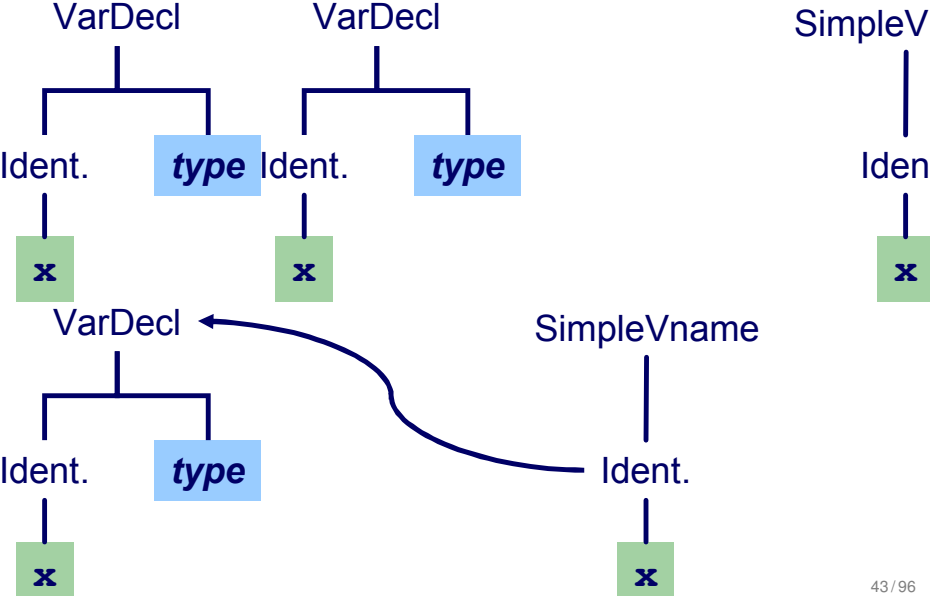 VarDecl VarDecl SimpleV
Ident. type Ident. type Iden
x x x
VarDecl SimpleVname
Ident. type Ident.
x x
43/96